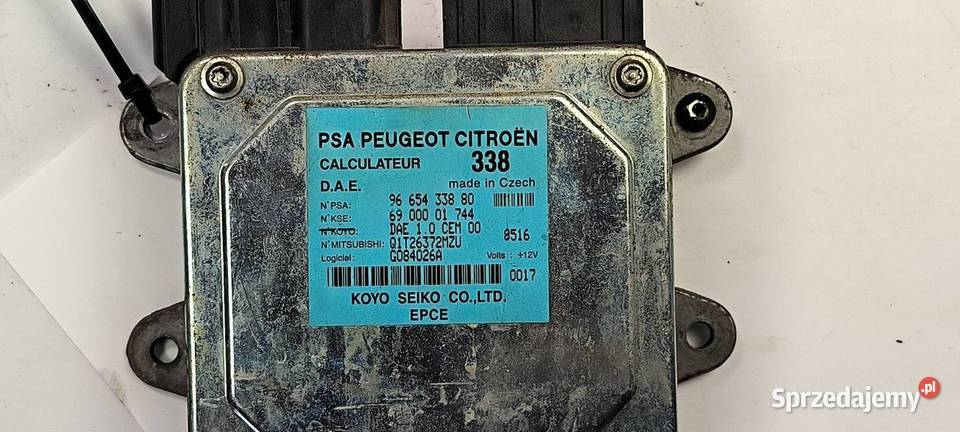 PSA PEUGEOT CITROËN
CALCULATEUR 338
D.A.E. made in Czech
N°PSA: 96 654 338 80
N°KSE: 69 000 01 744
N°KOYO: DAE 1.0 CEM 00
N°MITSUBISHI: Q1T26372MZU 8516
Logiciel: G084026A Volts : +12V
0017
KOYO SEIKO CO.,LTD.
EPCE
Sprzedajemy.pl